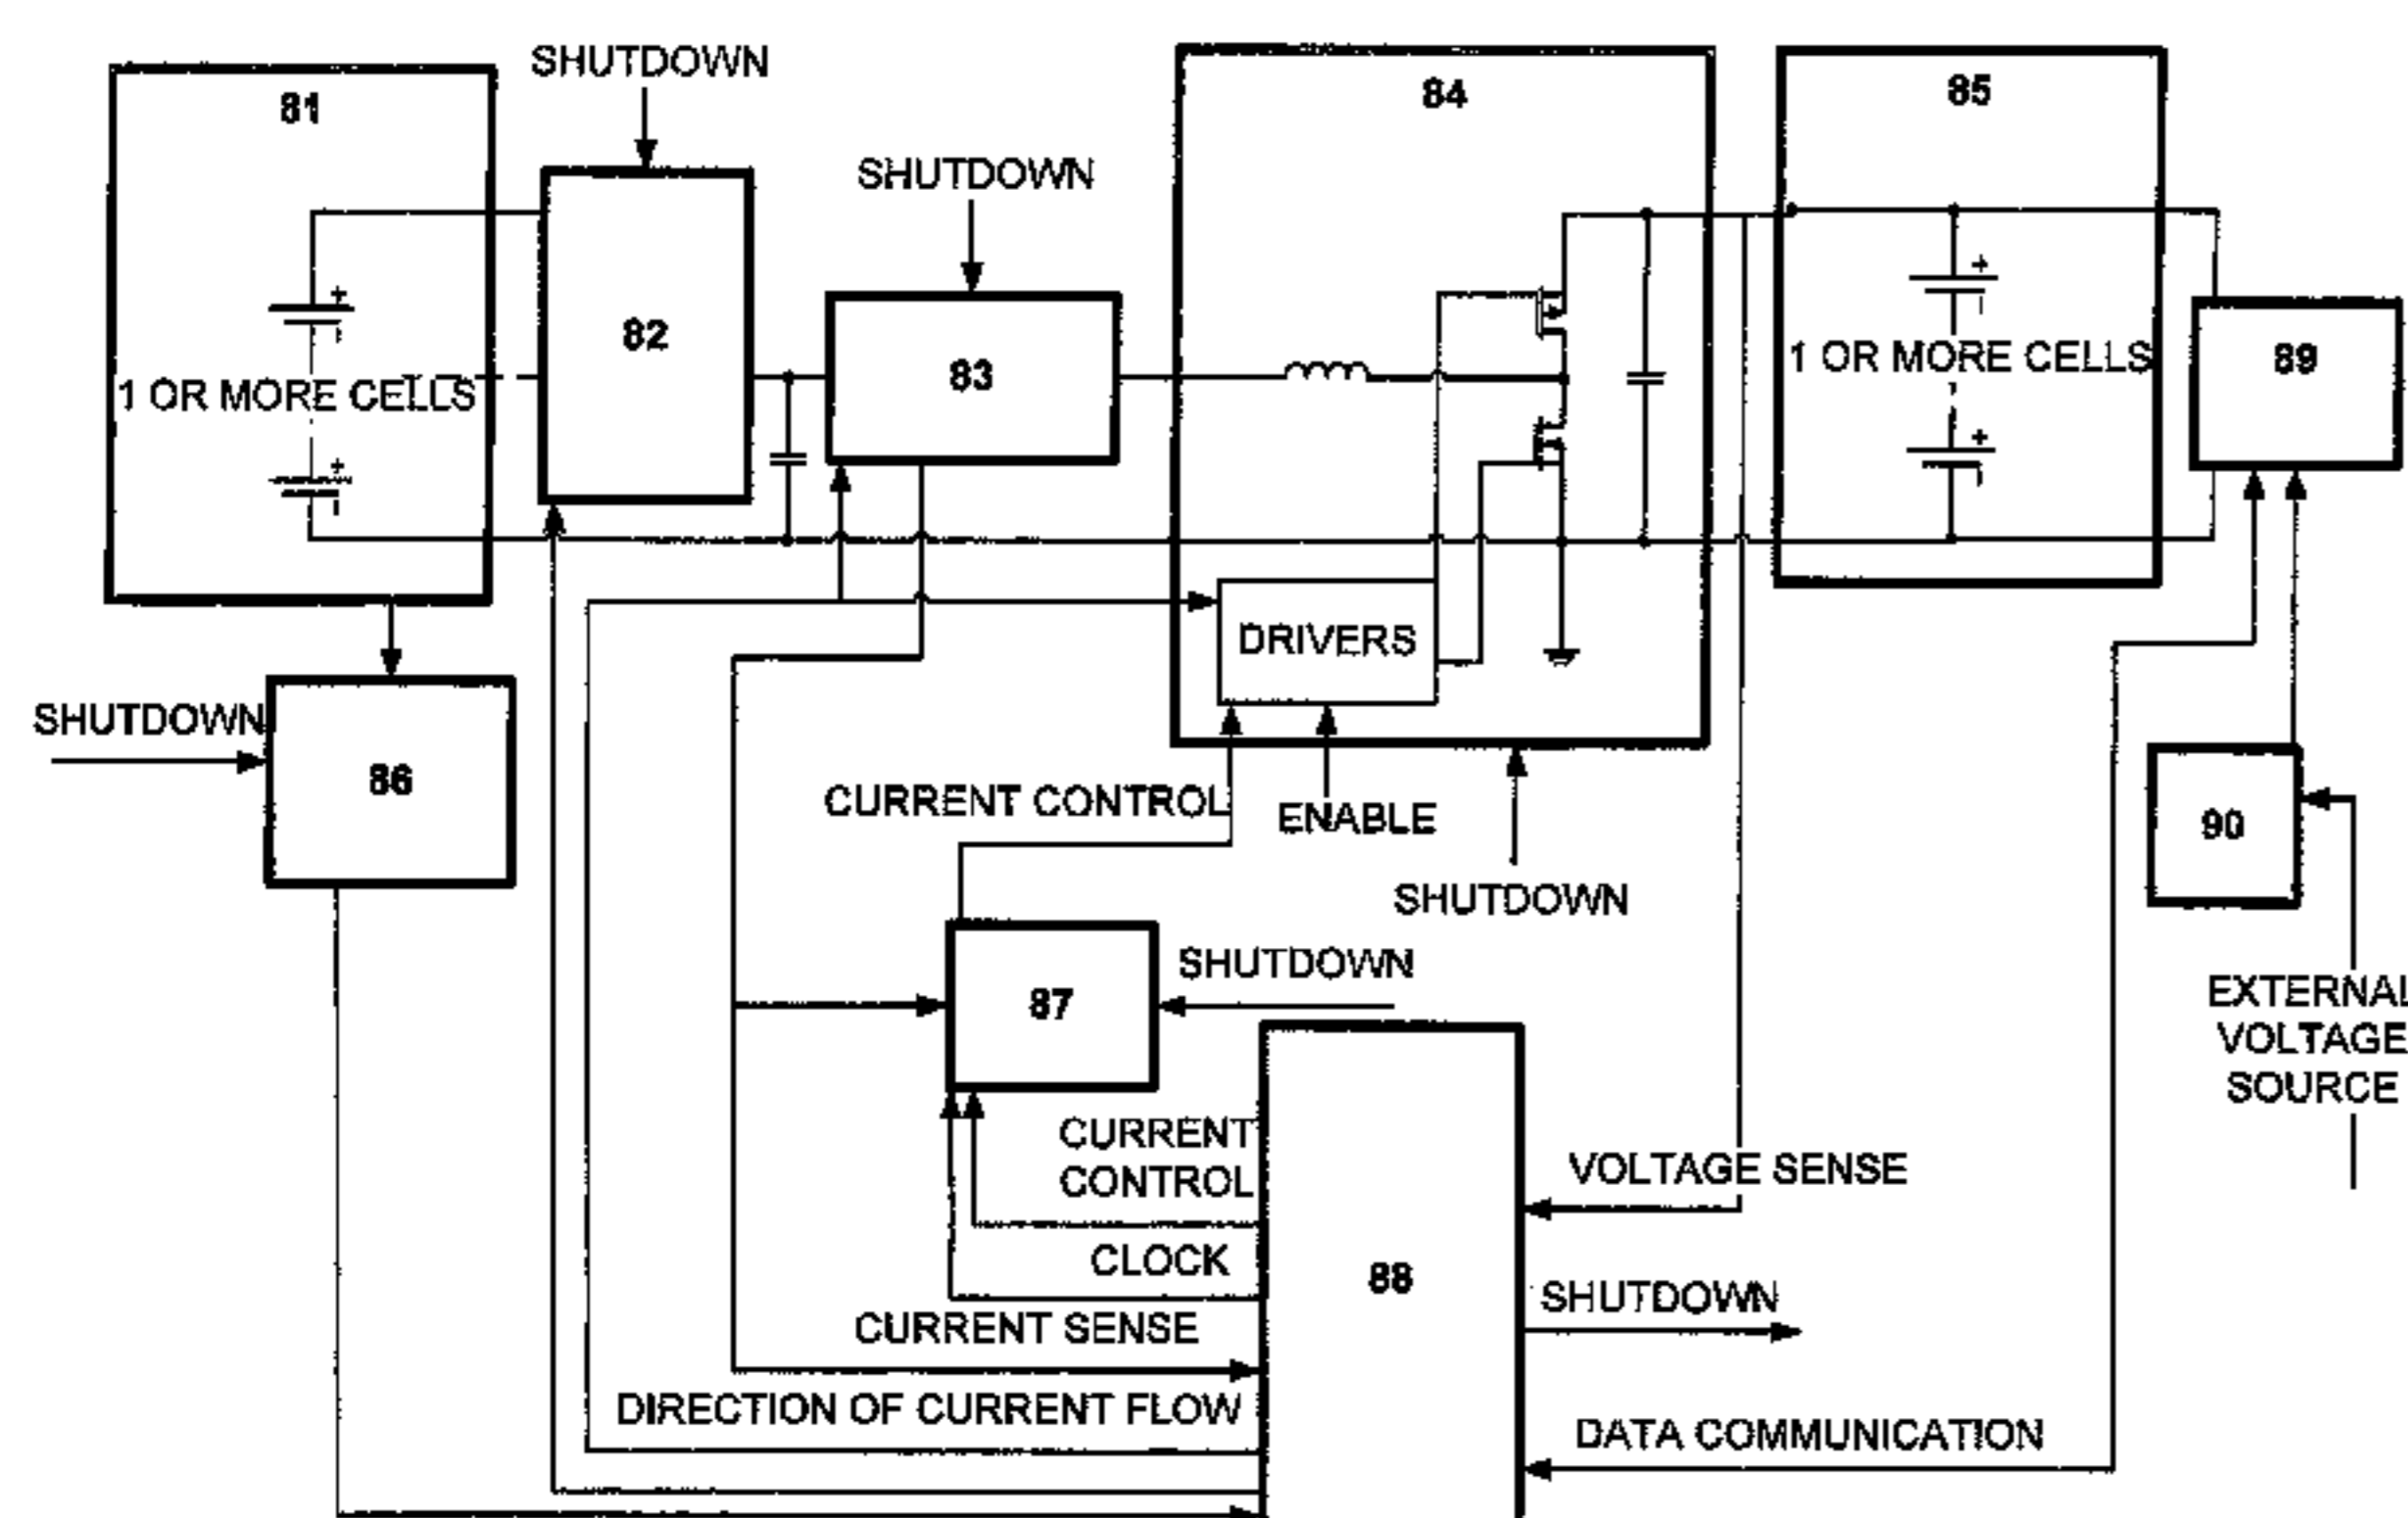 SHUTDOWN
81
84
85
SHUTDOWN
82
83
89
1 OR MORE CELLS
1 OR MORE CELLS
+
+
+
+
DRIVERS
SHUTDOWN
86
CURRENT CONTROL
ENABLE
90
SHUTDOWN
87
SHUTDOWN
EXTERNAL
VOLTAGE
SOURCE
CURRENT
CONTROL
VOLTAGE SENSE
CLOCK
88
SHUTDOWN
CURRENT SENSE
DIRECTION OF CURRENT FLOW
DATA COMMUNICATION